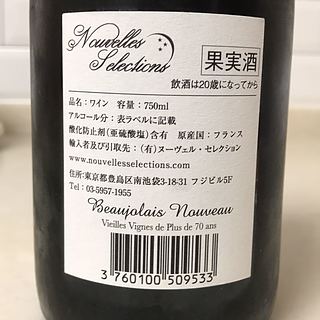 Nouvelles
Selections
果実酒
飲酒は20歳になってから
品名：ワイン 容量：750ml
アルコール分：表ラベルに記載
酸化防止剤(亜硫酸塩)含有 原産国：フランス
輸入者及び引取先：(有)ヌーヴェル・セレクション
www.nouvellesselections.com
住所:東京都豊島区南池袋3-18-31 フジビル5F
Tel 03-5957-1955
Beaujolais Nouveau
Vieilles Vignes de Plus de 70 ans
3 760100 509533